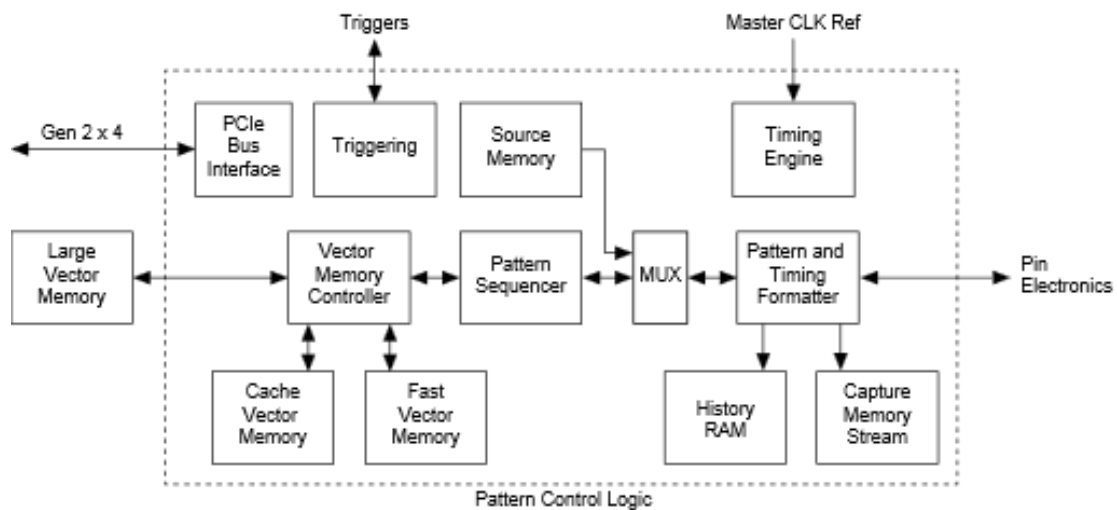 Triggers
Master CLK Ref
Gen 2 x 4
PCIe
Bus
Interface
Triggering
Source
Memory
Timing
Engine
Large
Vector
Memory
Vector
Memory
Controller
Pattern
Sequencer
MUX
Pattern and
Timing
Formatter
Pin
Electronics
Cache
Vector
Memory
Fast
Vector
Memory
History
RAM
Capture
Memory
Stream
Pattern Control Logic